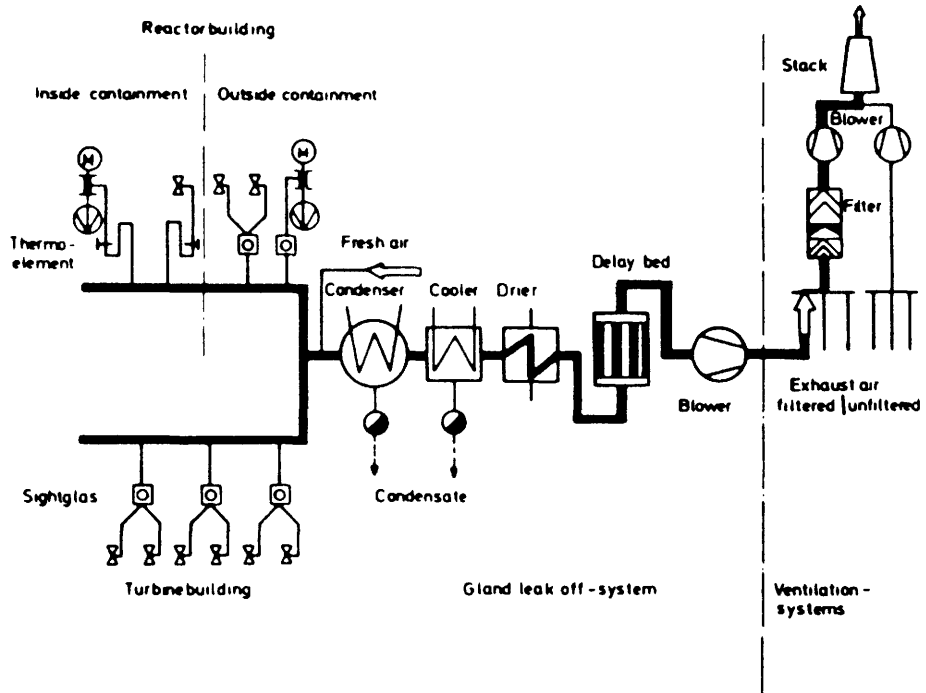 Reactorbuilding
Inside containment
Outside containment
M
M
Thermo-
element
Fresh air
Condenser
Cooler
Drier
Delay bed
Stack
Blower
Filter
Blower
Exhaust air
filtered | unfiltered
Sightglas
Condensate
Turbinebuilding
Gland leak off-system
Ventilation-
systems